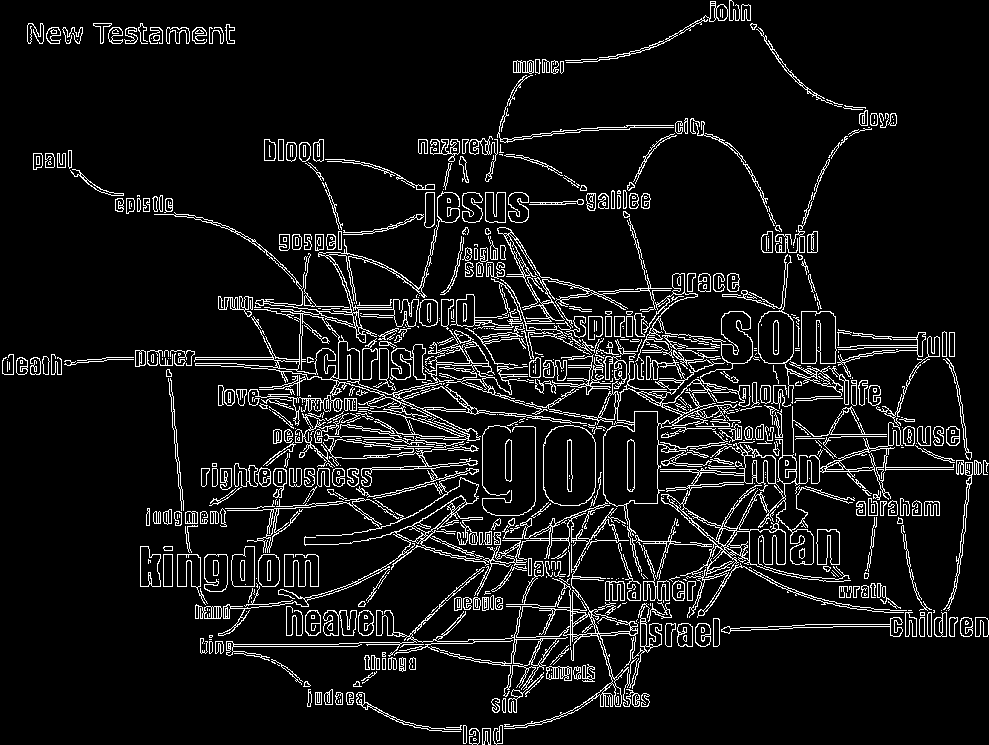 john
New Testament
mother
days
city
nazareth
blood
paul
jesus
galilee
epistle
gospel
david
sight
sons
grace
truth
word
spirit
son
full
death
power
christ
day
faith
love
wisdom
glory
life
peace
body
house
god
righteousness
men
right
judgment
abraham
words
man
kingdom
law
manner
wrath
hand
people
heaven
israel
children
king
things
angels
judaea
sin
moses
land